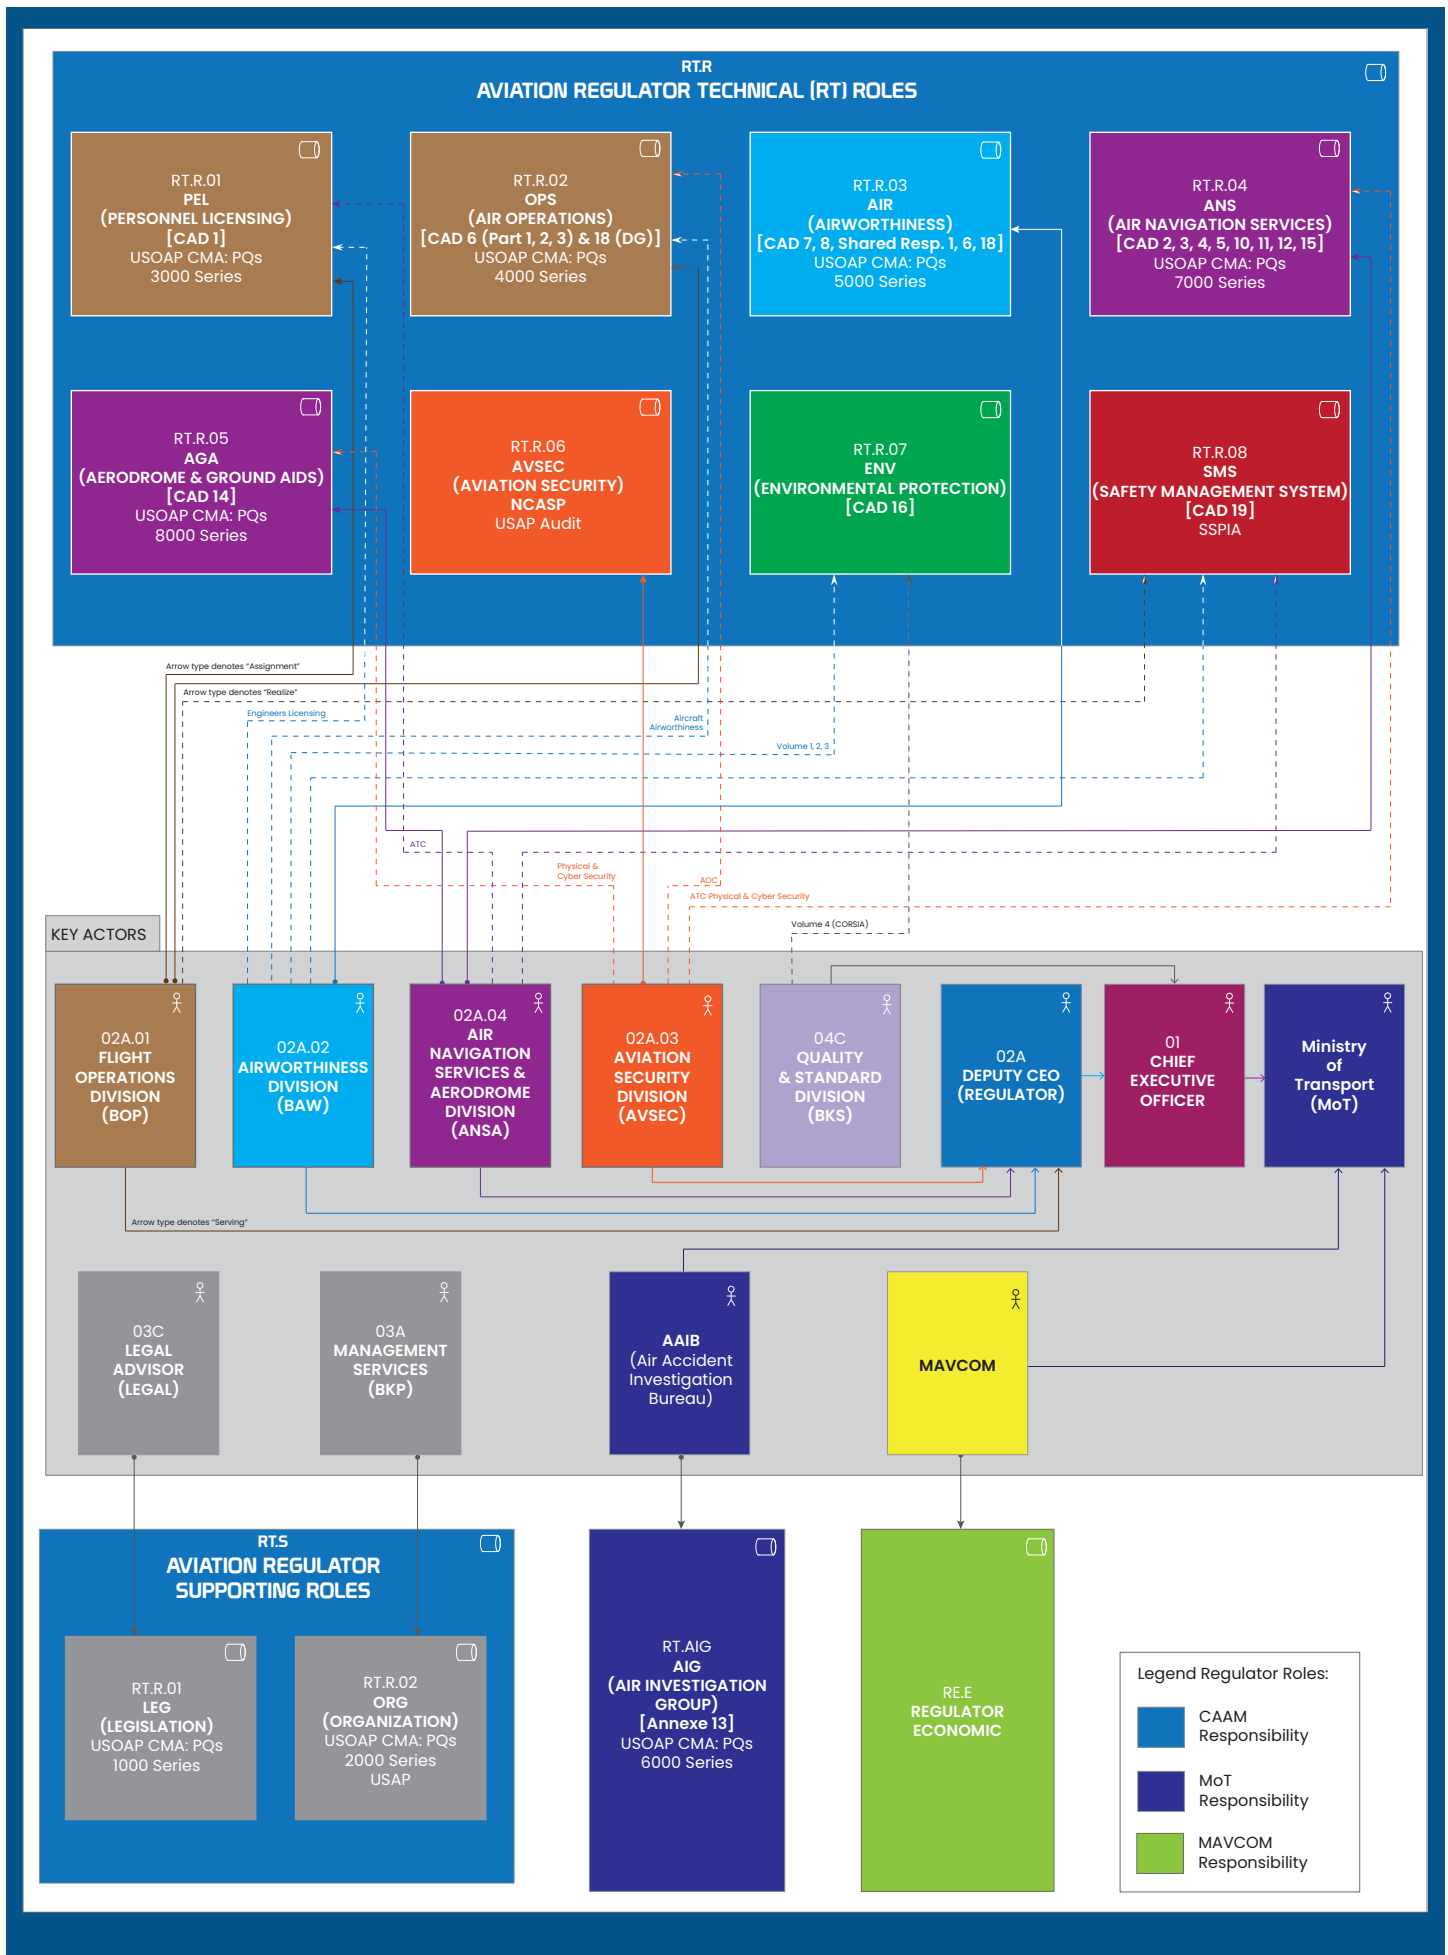 RT.R
AVIATION REGULATOR TECHNICAL (RT) ROLES
RT.R.01
PEL
(PERSONNEL LICENSING)
[CAD 1]
USOAP CMA: PQs
3000 Series
RT.R.02
OPS
(AIR OPERATIONS)
[CAD 6 (Part 1, 2, 3) & 18 (DG)]
USOAP CMA: PQs
4000 Series
RT.R.03
AIR
(AIRWORTHINESS)
[CAD 7, 8, Shared Resp. 1, 6, 18]
USOAP CMA: PQs
5000 Series
RT.R.04
ANS
(AIR NAVIGATION SERVICES)
[CAD 2, 3, 4, 5, 10, 11, 12, 15]
USOAP CMA: PQs
7000 Series
RT.R.05
AGA
(AERODROME & GROUND AIDS)
[CAD 14]
USOAP CMA: PQs
8000 Series
RT.R.06
AVSEC
(AVIATION SECURITY)
NCASP
USAP Audit
RT.R.07
ENV
(ENVIRONMENTAL PROTECTION)
[CAD 16]
RT.R.08
SMS
(SAFETY MANAGEMENT SYSTEM)
[CAD 19]
SSPIA
Arrow type denotes "Assignment"
Arrow type denotes "Realize"
Engineers Licensing
Aircraft
Airworthiness
Volume 1, 2, 3
ATC
Physical &
Cyber Security
AOC
ATC Physical & Cyber Security
Volume 4 (CORSIA)
KEY ACTORS
02A.01
FLIGHT
OPERATIONS
DIVISION
(BOP)
02A.02
AIRWORTHINESS
DIVISION
(BAW)
02A.04
AIR
NAVIGATION
SERVICES &
AERODROME
DIVISION
(ANSA)
02A.03
AVIATION
SECURITY
DIVISION
(AVSEC)
04C
QUALITY
& STANDARD
DIVISION
(BKS)
02A
DEPUTY CEO
(REGULATOR)
01
CHIEF
EXECUTIVE
OFFICER
Ministry
of
Transport
(MoT)
Arrow type denotes "Serving"
03C
LEGAL
ADVISOR
(LEGAL)
03A
MANAGEMENT
SERVICES
(BKP)
AAIB
(Air Accident
Investigation
Bureau)
MAVCOM
RT.S
AVIATION REGULATOR
SUPPORTING ROLES
RT.R.01
LEG
(LEGISLATION)
USOAP CMA: PQs
1000 Series
RT.R.02
ORG
(ORGANIZATION)
USOAP CMA: PQs
2000 Series
USAP
RT.AIG
AIG
(AIR INVESTIGATION
GROUP)
[Annexe 13]
USOAP CMA: PQs
6000 Series
RE.E
REGULATOR
ECONOMIC
Legend Regulator Roles:
CAAM
Responsibility
MoT
Responsibility
MAVCOM
Responsibility